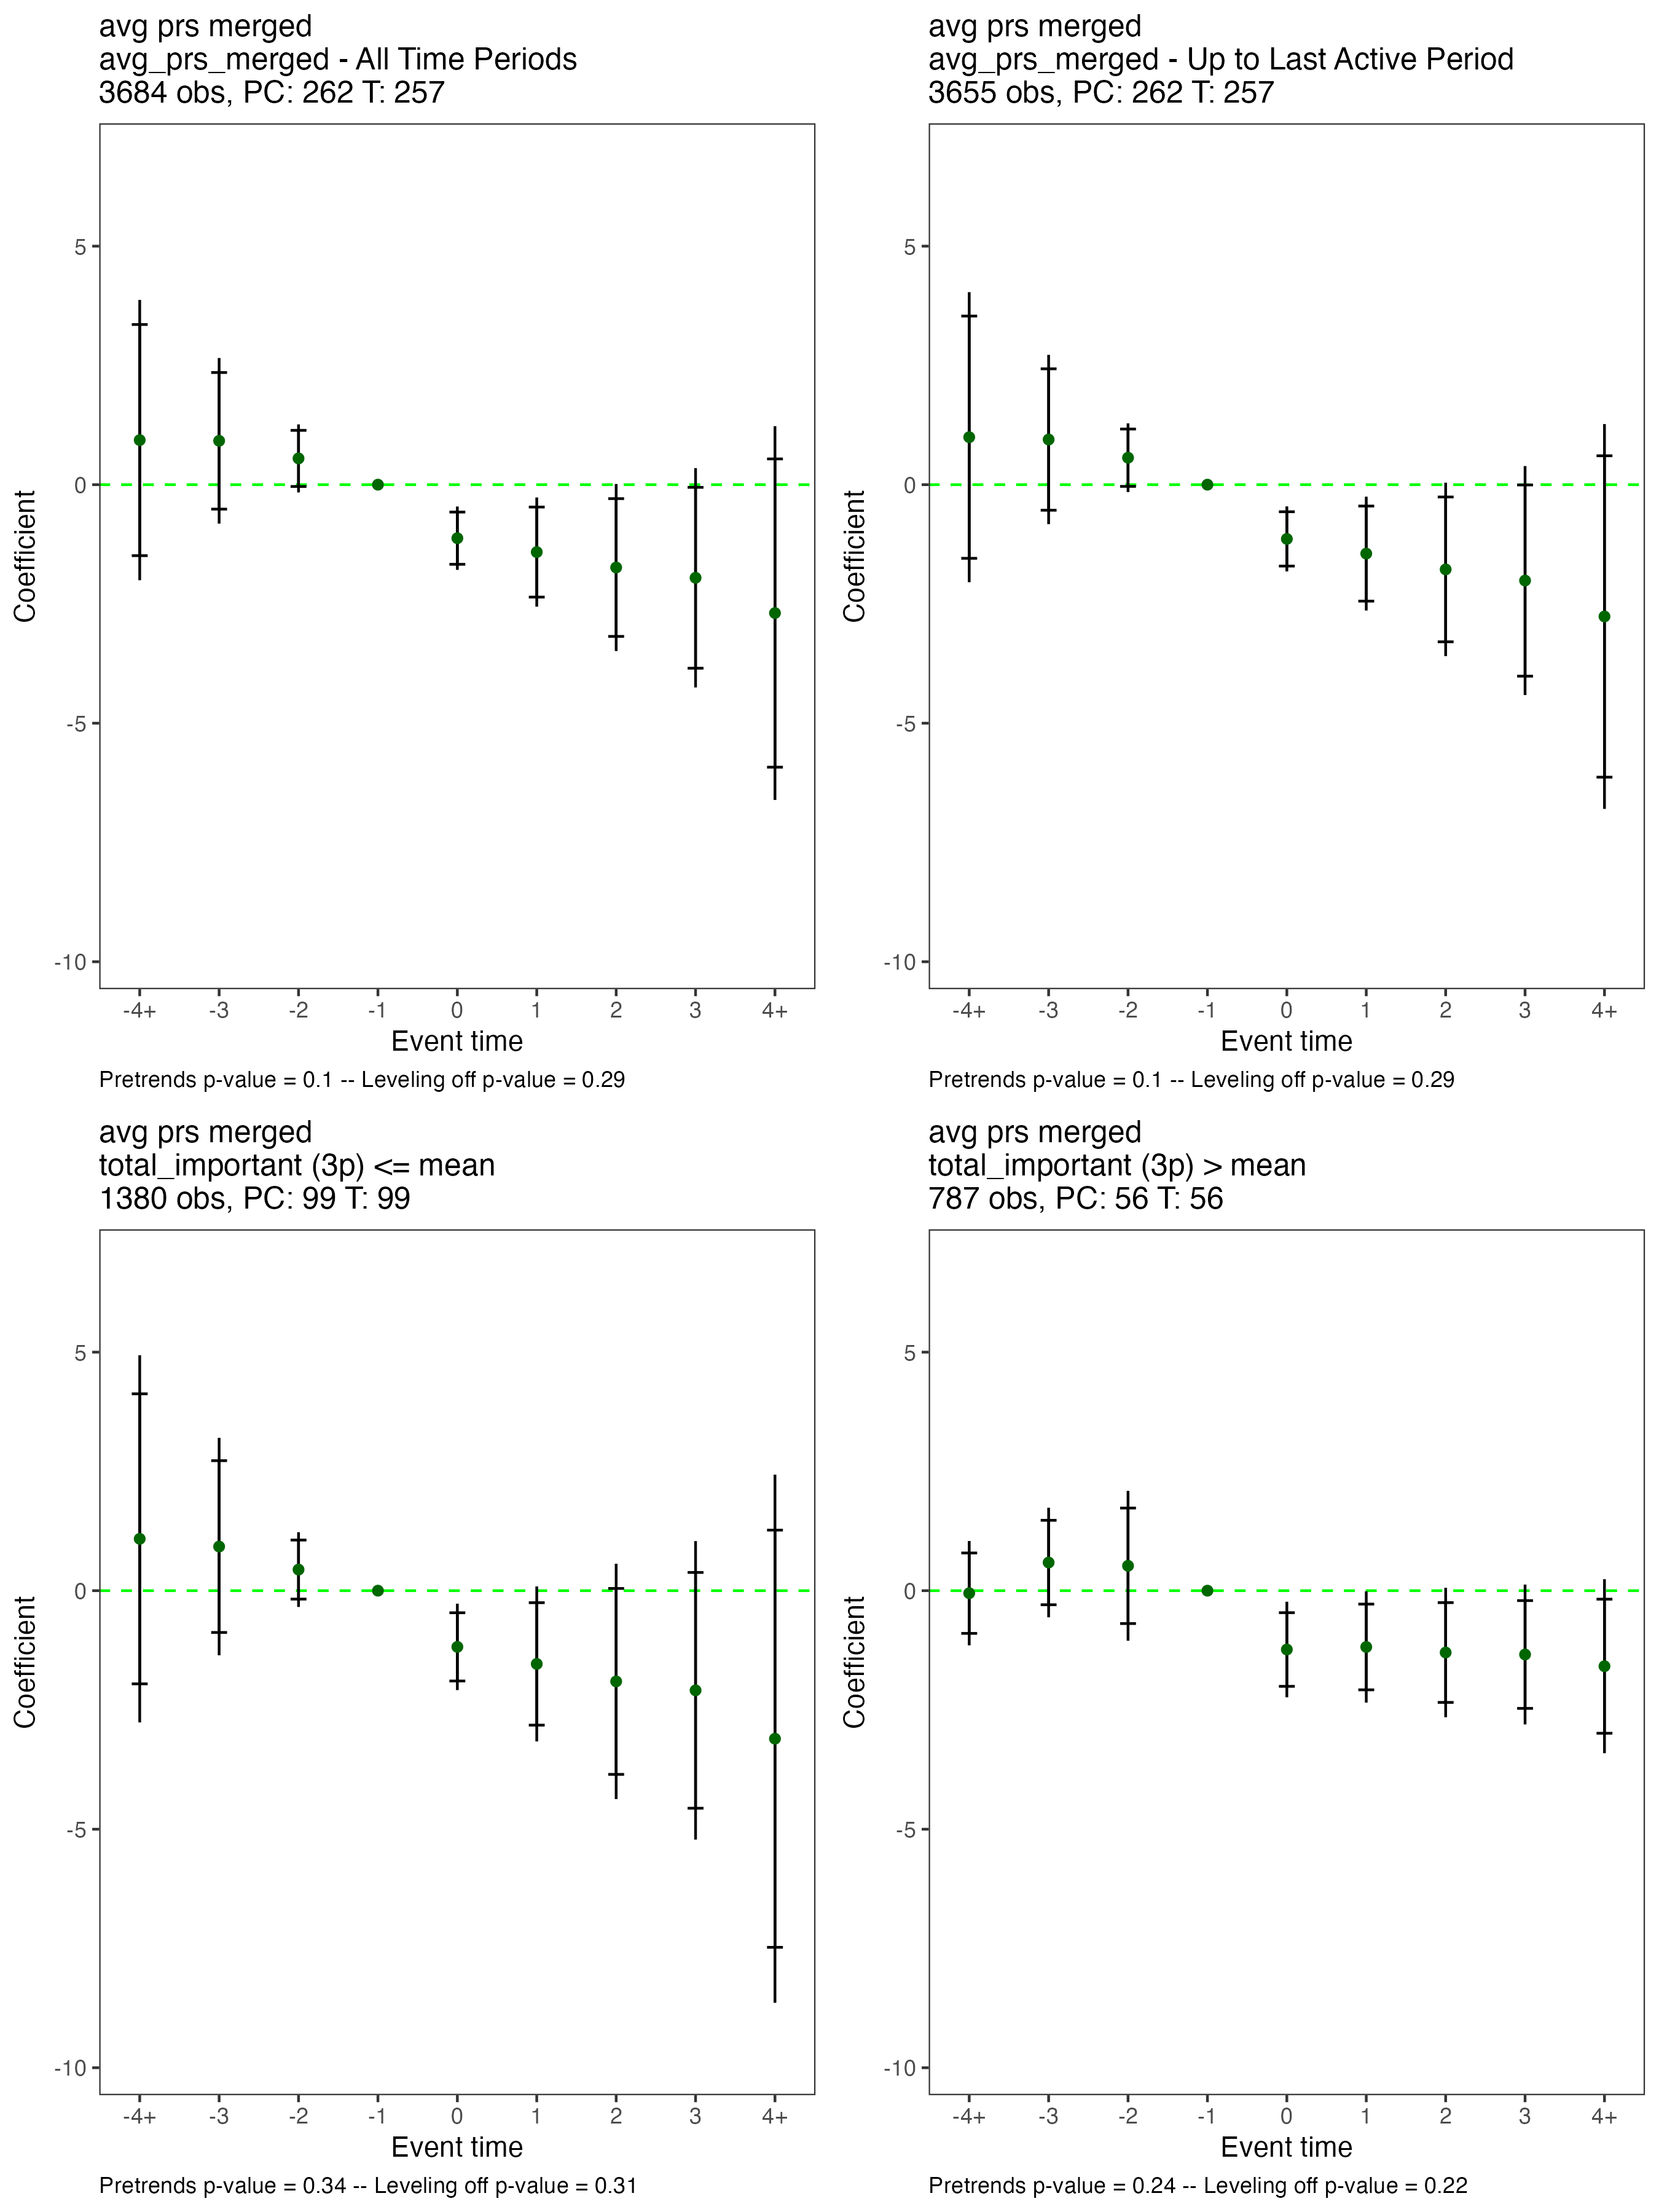 avg prs merged
avg_prs_merged - All Time Periods
3684 obs, PC: 262 T: 257
5
0
-5
-10
Coefficient
-4+ -3 -2 -1 0 1 2 3 4+
Event time
Pretrends p-value = 0.1 -- Leveling off p-value = 0.29
avg prs merged
avg_prs_merged - Up to Last Active Period
3655 obs, PC: 262 T: 257
5
0
-5
-10
Coefficient
-4+ -3 -2 -1 0 1 2 3 4+
Event time
Pretrends p-value = 0.1 -- Leveling off p-value = 0.29
avg prs merged
total_important (3p) <= mean
1380 obs, PC: 99 T: 99
5
0
-5
-10
Coefficient
-4+ -3 -2 -1 0 1 2 3 4+
Event time
Pretrends p-value = 0.34 -- Leveling off p-value = 0.31
avg prs merged
total_important (3p) > mean
787 obs, PC: 56 T: 56
5
0
-5
-10
Coefficient
-4+ -3 -2 -1 0 1 2 3 4+
Event time
Pretrends p-value = 0.24 -- Leveling off p-value = 0.22